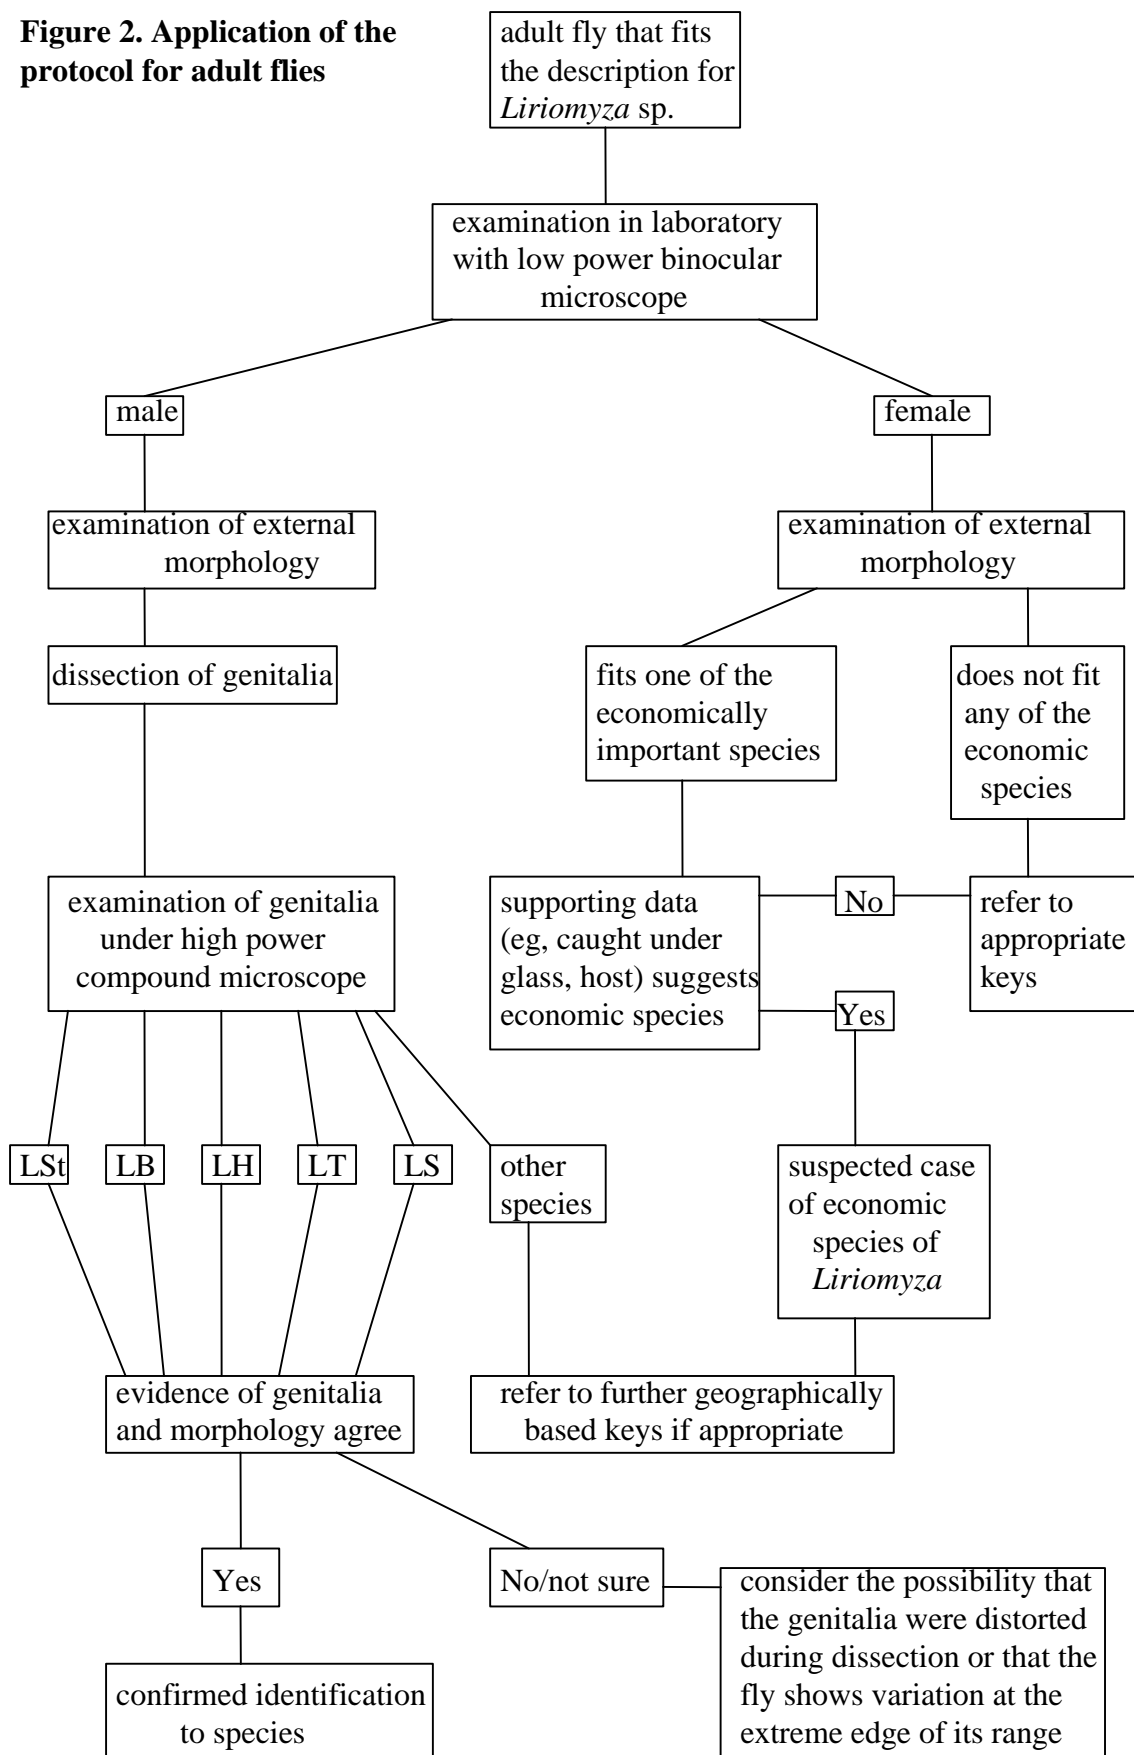 Figure 2. Application of the
protocol for adult flies
adult fly that fits
the description for
Liriomyza sp.
examination in laboratory
with low power binocular
microscope
male
female
examination of external
morphology
examination of external
morphology
dissection of genitalia
fits one of the
economically
important species
does not fit
any of the
economic
species
examination of genitalia
under high power
compound microscope
supporting data
(eg, caught under
glass, host) suggests
economic species
No
Yes
refer to
appropriate
keys
LSt
LB
LH
LT
LS
other
species
suspected case
of economic
species of
Liriomyza
evidence of genitalia
and morphology agree
refer to further geographically
based keys if appropriate
Yes
No/not sure
consider the possibility that
the genitalia were distorted
during dissection or that the
fly shows variation at the
extreme edge of its range
confirmed identification
to species